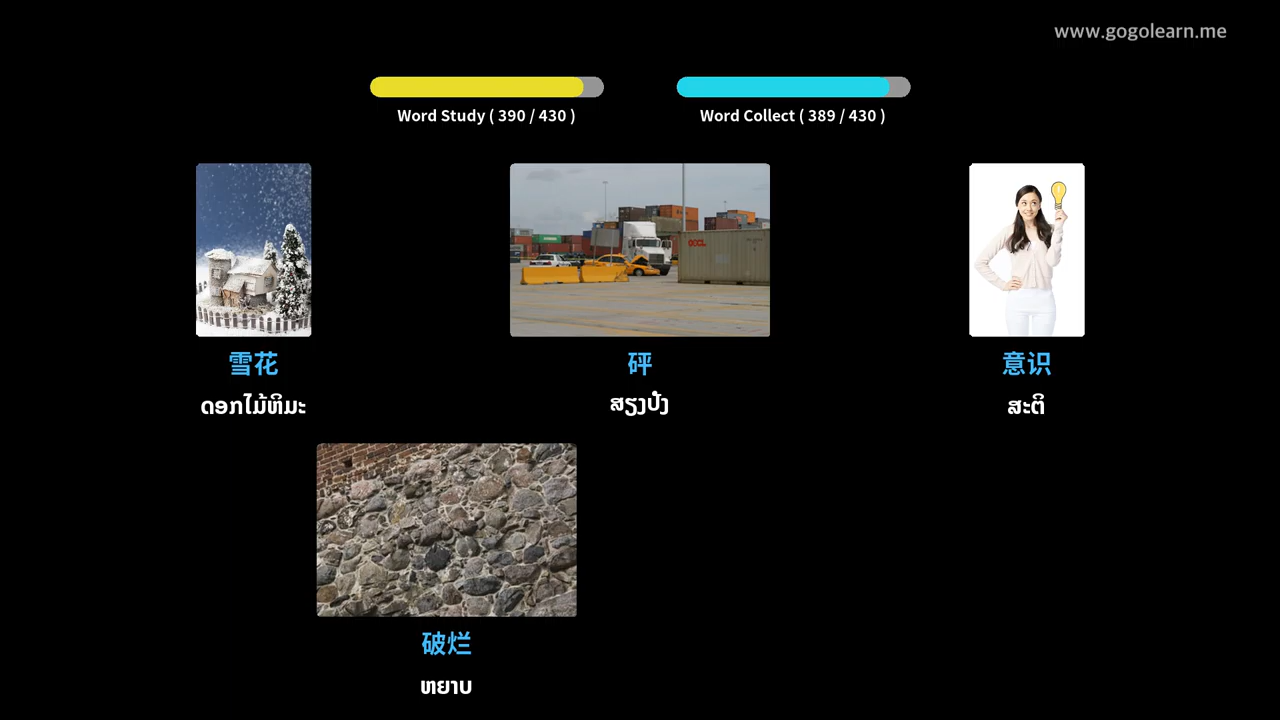 www.gogolearn.me
Word Study ( 390 / 430 )
Word Collect ( 389 / 430 )
雪花
砰
意识
ດອກໄມ້ຫິມະ
ສຽງປັ້ງ
ສະຕິ
破烂
ຫຍາບ